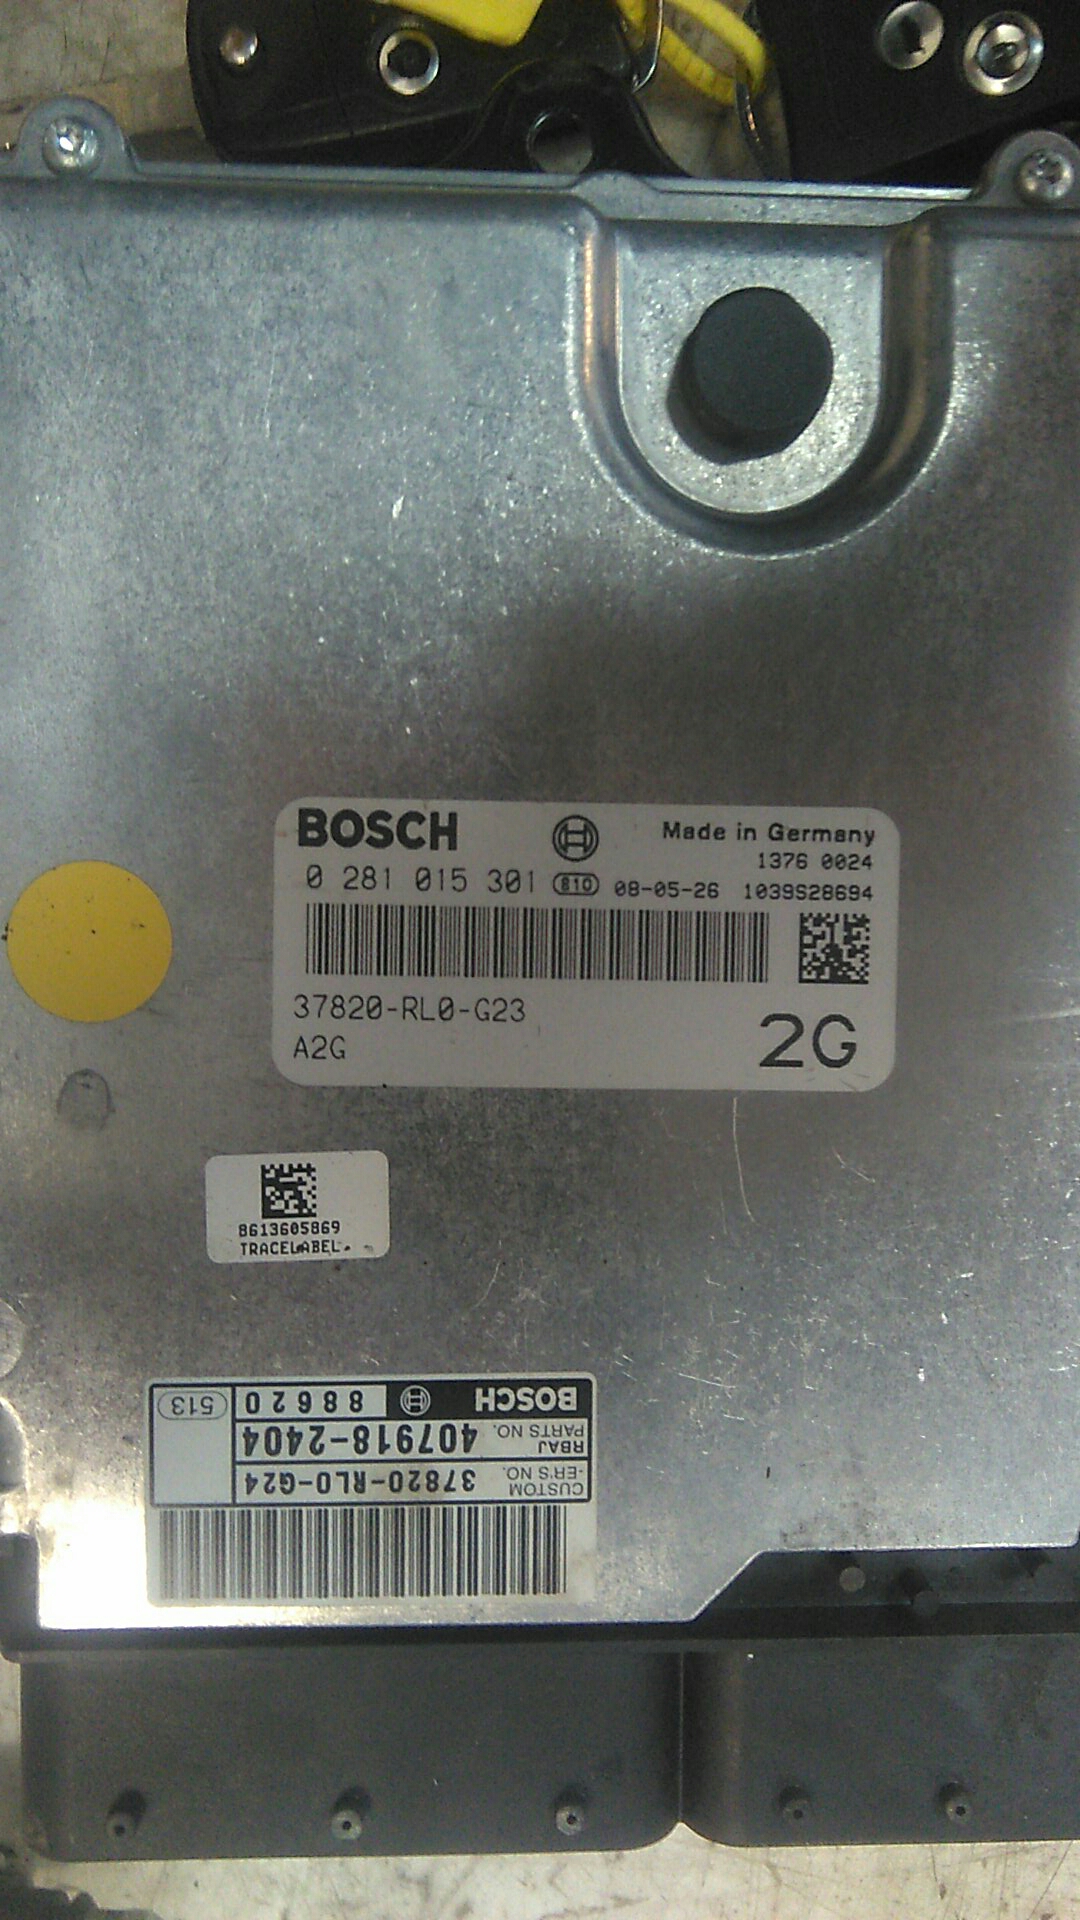 BOSCH
Made in Germany
1376 0024
0 281 015 301 810 08-05-26 1039S28694
37820-RL0-G23
A2G
2G
8613605869
TRACELABEL
BOSCH 88620 513
RBAJ
PARTS NO. 407918-2404
CUSTOM
-ER'S NO. 37820-RL0-G24